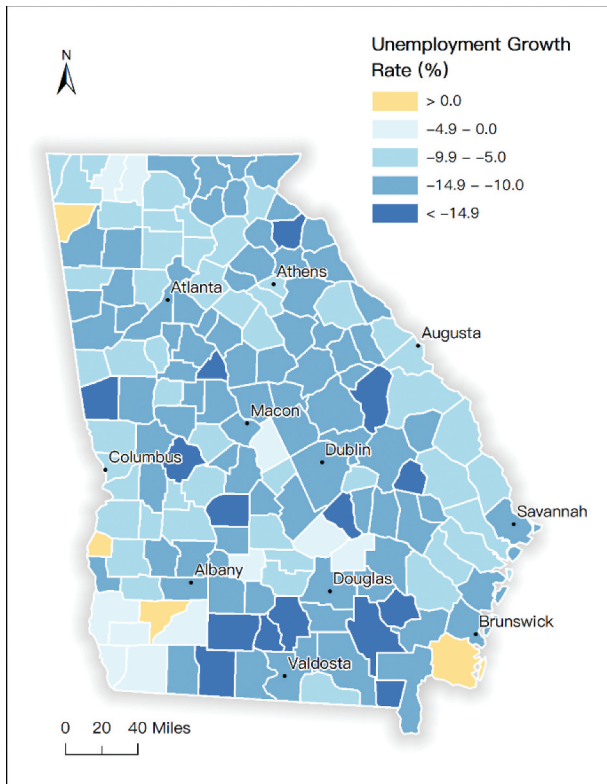 N
Unemployment Growth
Rate (%)
> 0.0
−4.9 – 0.0
−9.9 – −5.0
−14.9 – −10.0
< −14.9
Athens
Atlanta
Augusta
Macon
Columbus
Dublin
Savannah
Albany
Douglas
Brunswick
Valdosta
0 20 40 Miles